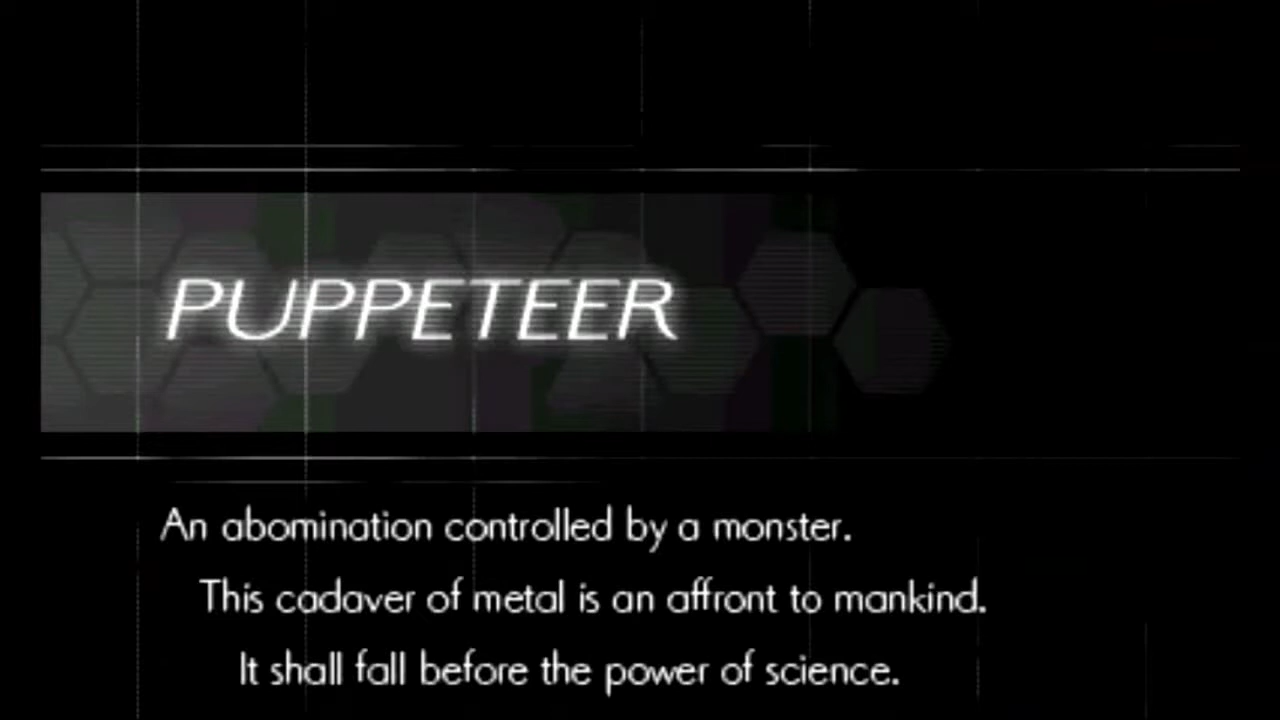 PUPPETEER
An abomination controlled by a monster.
This cadaver of metal is an affront to mankind.
It shall fall before the power of science.